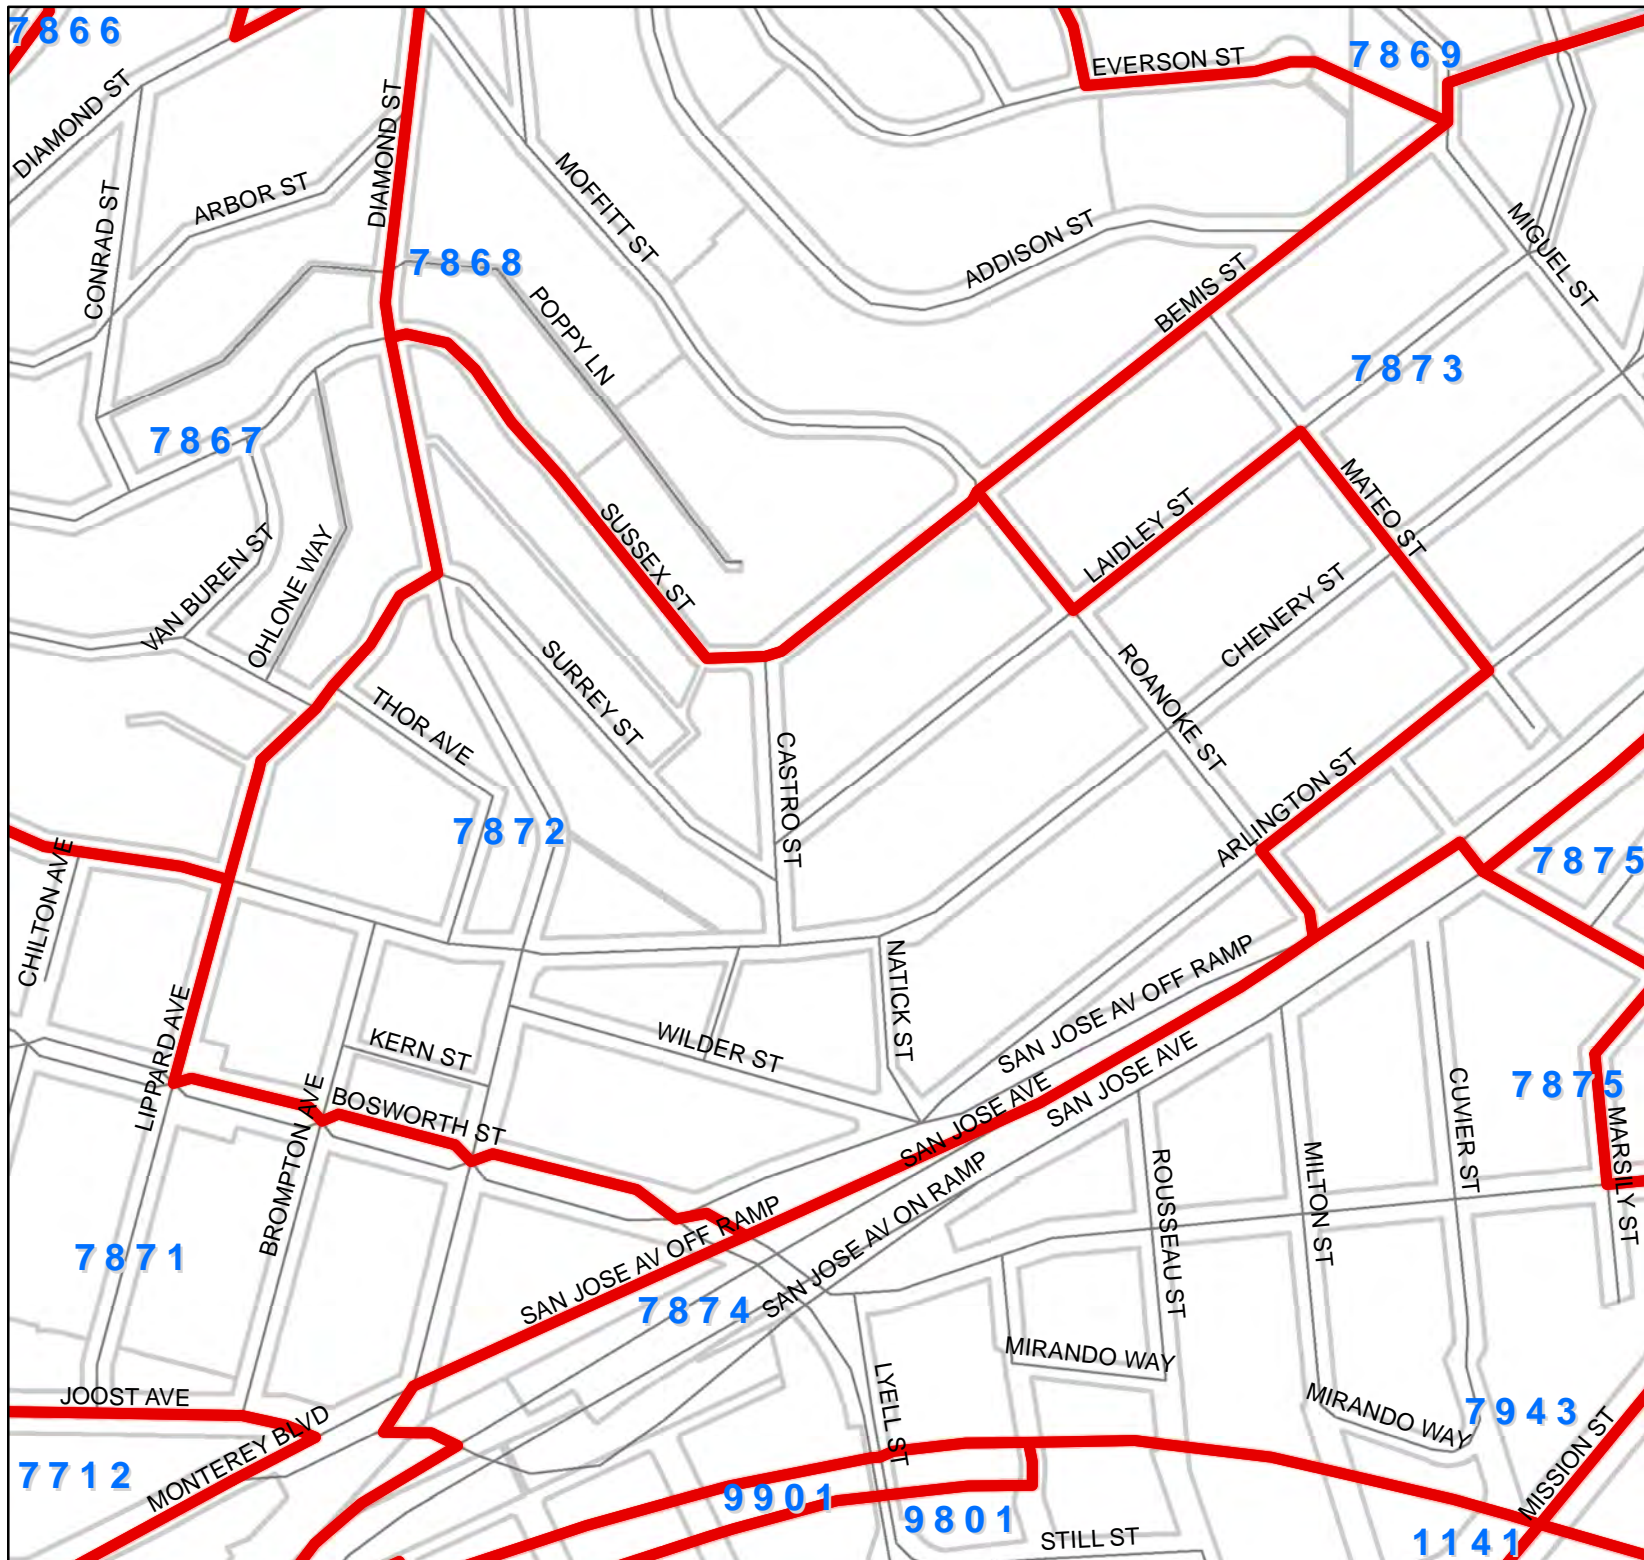 7866
DIAMOND ST
CONRAD ST
ARBOR ST
DIAMOND ST
7868
MOFFITT ST
POPPY LN
EVERSON ST
7869
ADDISON ST
BEMIS ST
MIGUEL ST
7873
7867
VAN BUREN ST
OHLONE WAY
SUSSEX ST
SURREY ST
THOR AVE
LAIDLEY ST
MATEO ST
CHENERY ST
ROANOKE ST
CASTRO ST
ARLINGTON ST
7872
7875
CHILTON AVE
LIPPARD AVE
KERN ST
WILDER ST
NATICK ST
SAN JOSE AV OFF RAMP
SAN JOSE AVE
SAN JOSE AVE
BROMPTON AVE
BOSWORTH ST
7875
CUVIER ST
MARSILY ST
MILTON ST
ROUSSEAU ST
SAN JOSE AV ON RAMP
SAN JOSE AV OFF RAMP
7871
7874
MIRANDO WAY
MIRANDO WAY
LYELL ST
7943
JOOST AVE
MONTEREY BLVD
7712
9901
9801
STILL ST
MISSION ST
1141